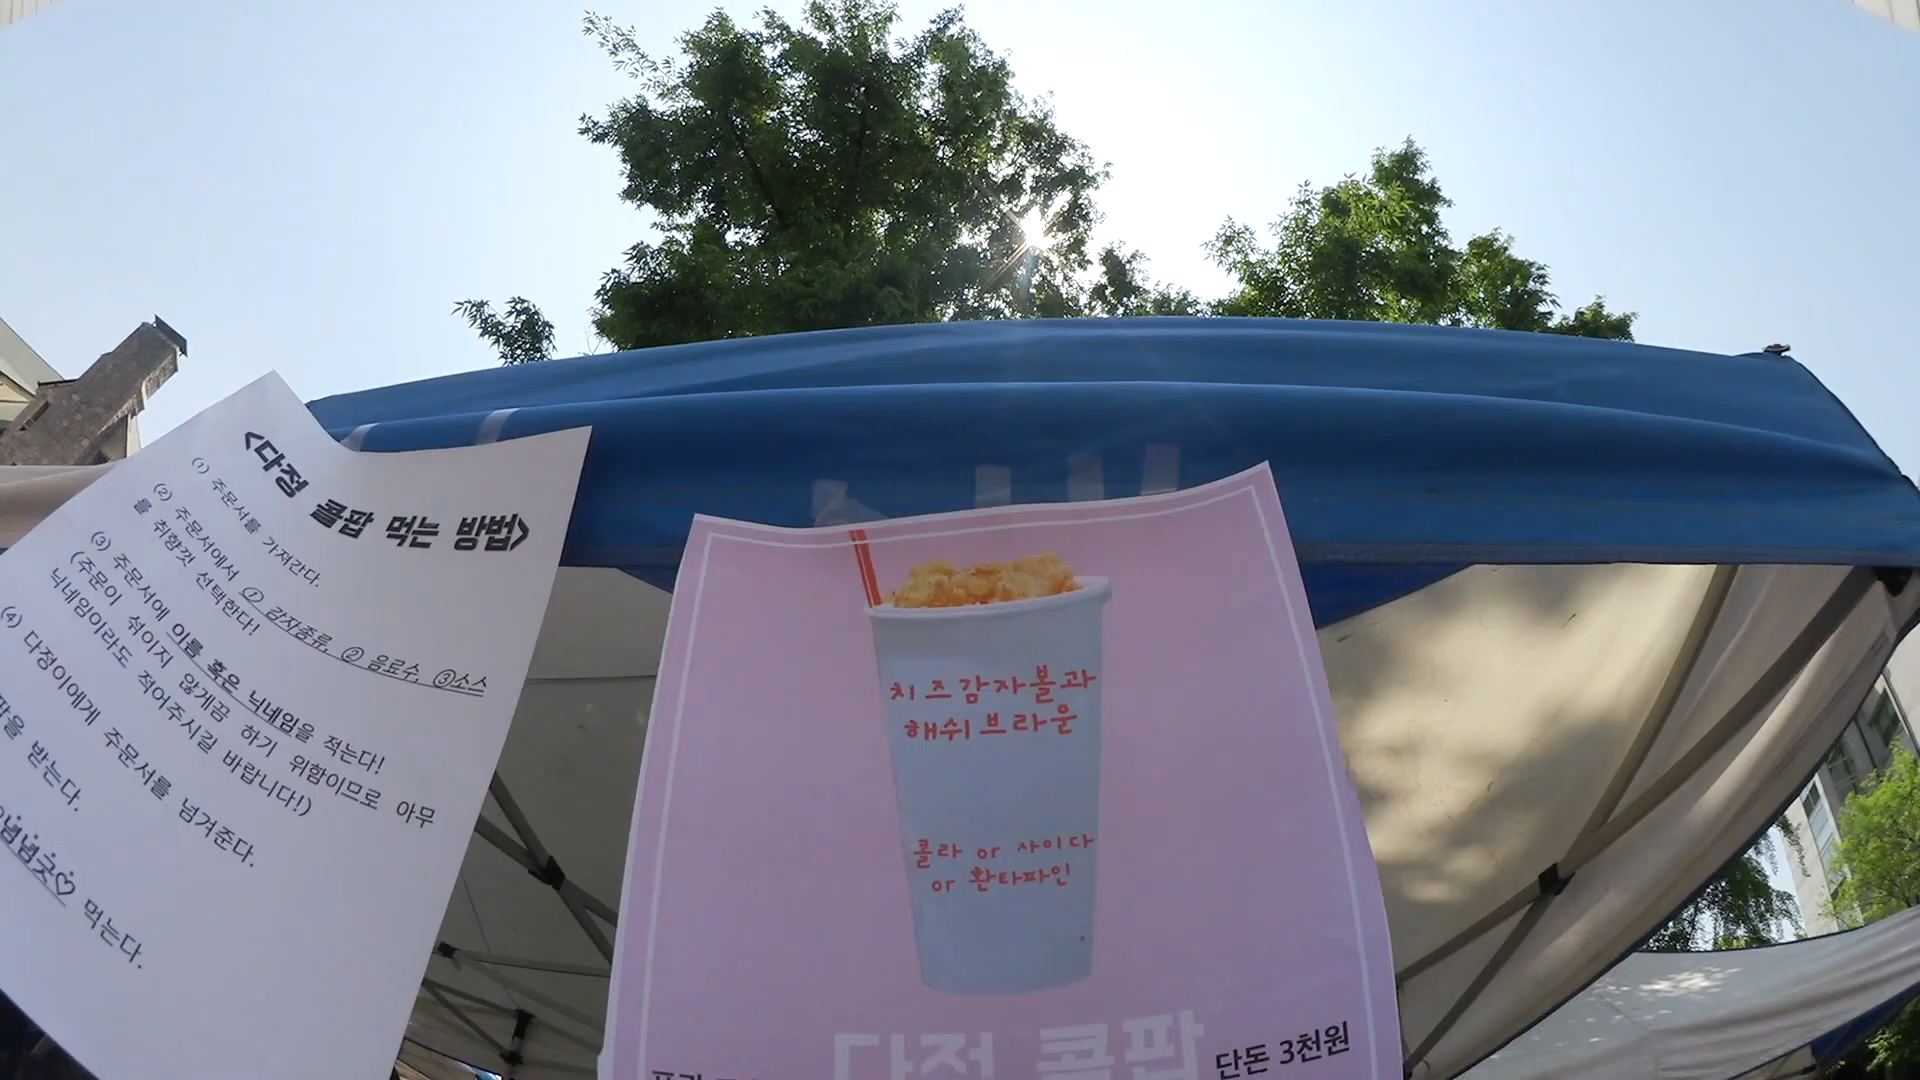 <다정 콜팝 먹는 방법>
(1) 주문서를 가져간다.
(2) 주문서에서 ① 감자종류, ② 음료수, ③소스
를 취향껏 선택한다!
(3) 주문서에 이름 혹은 닉네임을 적는다!
(주문이 섞이지 않게끔 하기 위함이므로 아무
닉네임이라도 적어주시길 바랍니다!)
(4) 다정이에게 주문서를 넘겨준다.
받는다.
먹는다.
치즈감자볼과
해쉬브라운
콜라 or 사이다
or 환타파인
다정 콜팝
단돈 3천원